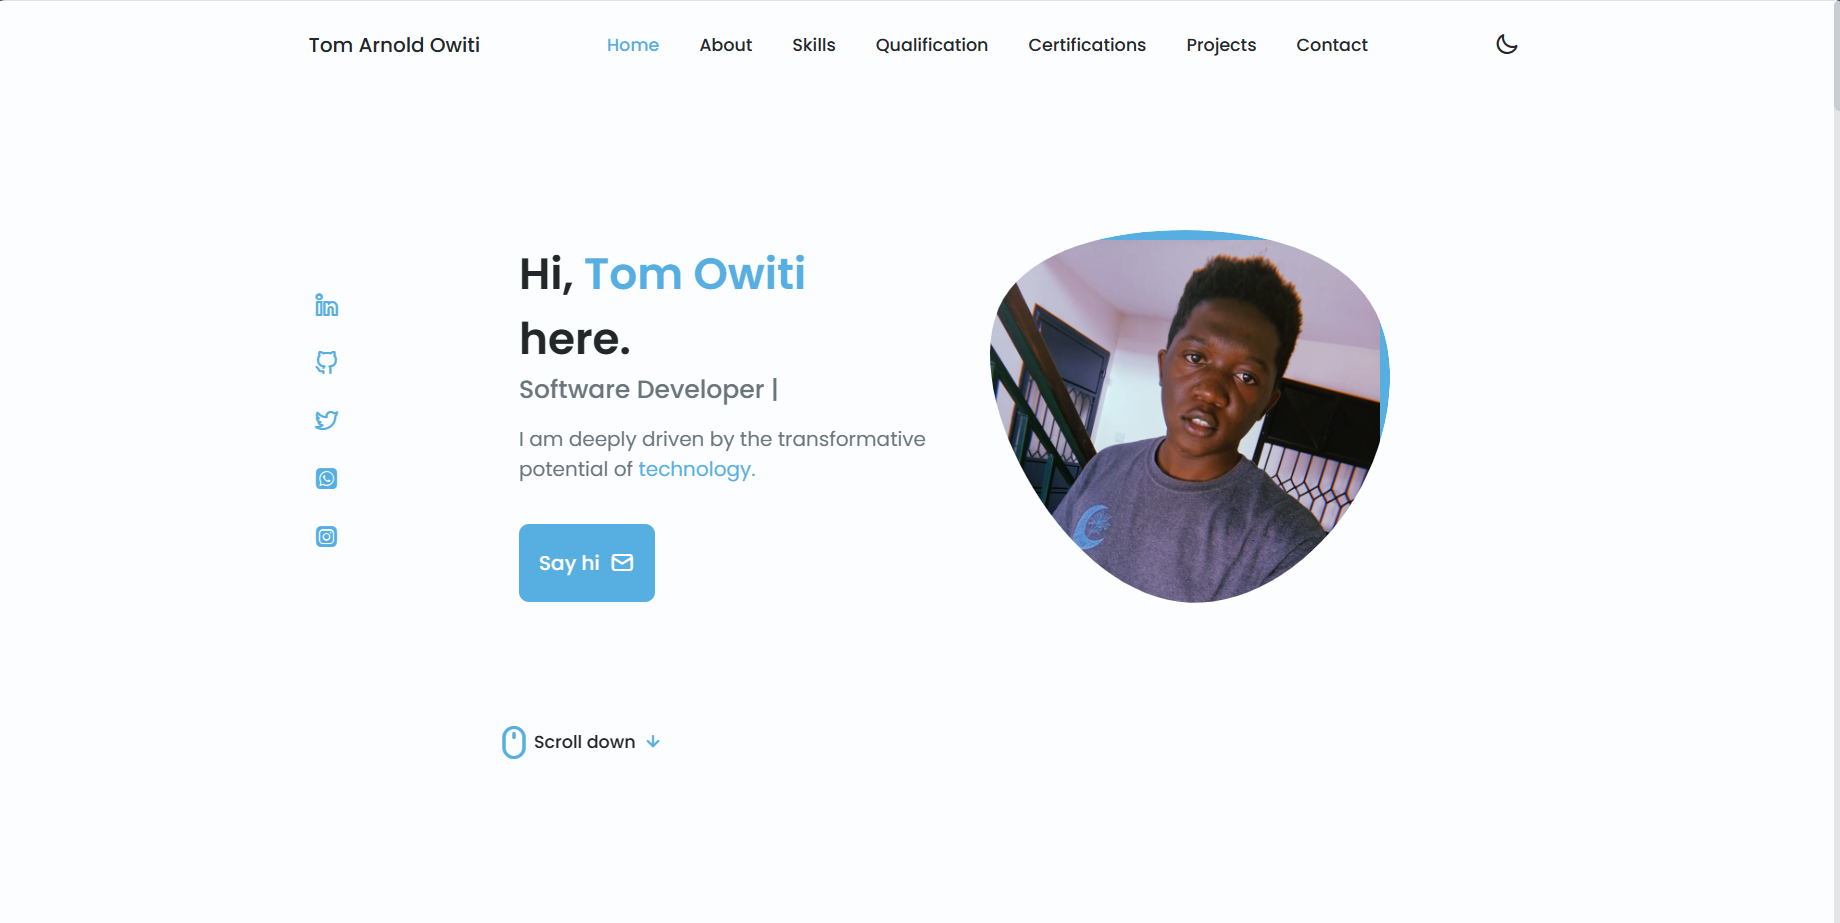 Tom Arnold Owiti
Home About Skills Qualification Certifications Projects Contact
Hi, Tom Owiti
here.
Software Developer |
I am deeply driven by the transformative
potential of technology.
Say hi
Scroll down